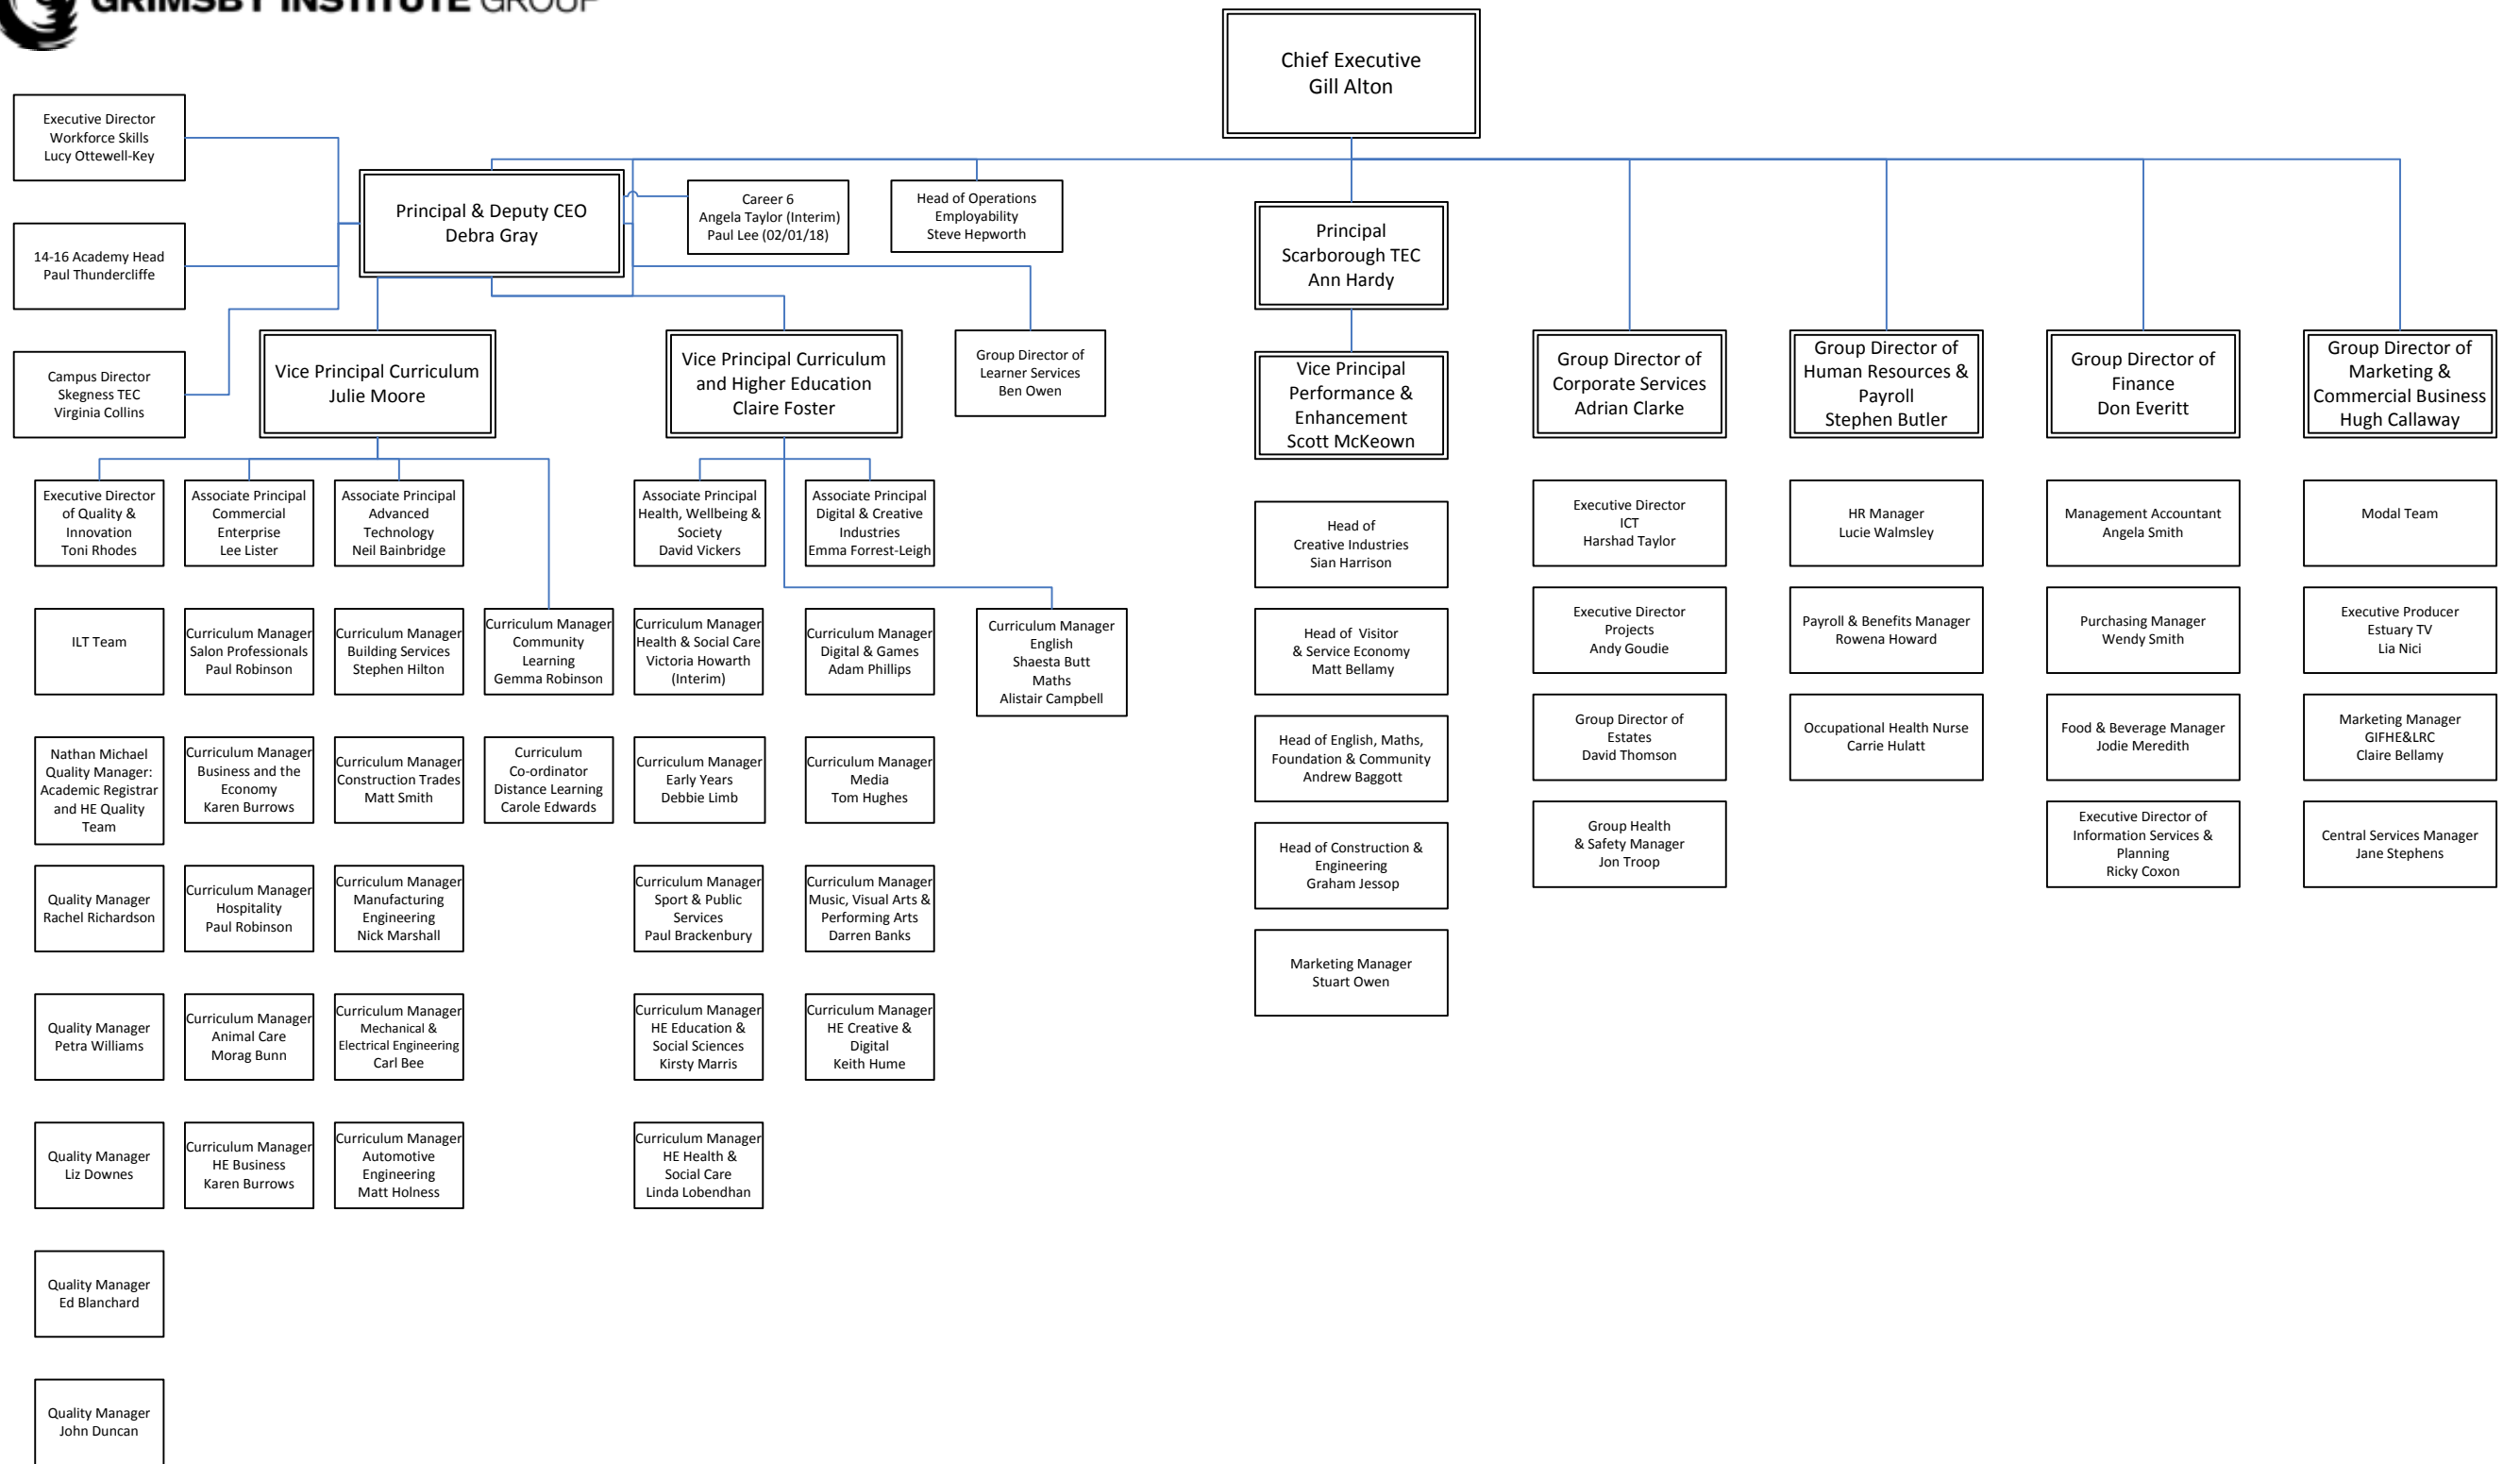 GRIMSBY INSTITUTE GROUP
Chief Executive
Gill Alton
Executive Director
Workforce Skills
Lucy Ottewell-Key
14-16 Academy Head
Paul Thundercliffe
Campus Director
Skegness TEC
Virginia Collins
Principal & Deputy CEO
Debra Gray
Career 6
Angela Taylor (Interim)
Paul Lee (02/01/18)
Head of Operations
Employability
Steve Hepworth
Principal
Scarborough TEC
Ann Hardy
Vice Principal Curriculum
Julie Moore
Vice Principal Curriculum
and Higher Education
Claire Foster
Group Director of
Learner Services
Ben Owen
Vice Principal
Performance &
Enhancement
Scott McKeown
Group Director of
Corporate Services
Adrian Clarke
Group Director of
Human Resources &
Payroll
Stephen Butler
Group Director of
Finance
Don Everitt
Group Director of
Marketing &
Commercial Business
Hugh Callaway
Executive Director
of Quality &
Innovation
Toni Rhodes
Associate Principal
Commercial
Enterprise
Lee Lister
Associate Principal
Advanced
Technology
Neil Bainbridge
Associate Principal
Health, Wellbeing &
Society
David Vickers
Associate Principal
Digital & Creative
Industries
Emma Forrest-Leigh
Head of
Creative Industries
Sian Harrison
Executive Director
ICT
Harshad Taylor
HR Manager
Lucie Walmsley
Management Accountant
Angela Smith
Modal Team
ILT Team
Curriculum Manager
Salon Professionals
Paul Robinson
Curriculum Manager
Building Services
Stephen Hilton
Curriculum Manager
Community
Learning
Gemma Robinson
Curriculum Manager
Health & Social Care
Victoria Howarth
(Interim)
Curriculum Manager
Digital & Games
Adam Phillips
Curriculum Manager
English
Shaesta Butt
Maths
Alistair Campbell
Head of  Visitor
& Service Economy
Matt Bellamy
Executive Director
Projects
Andy Goudie
Payroll & Benefits Manager
Rowena Howard
Purchasing Manager
Wendy Smith
Executive Producer
Estuary TV
Lia Nici
Nathan Michael
Quality Manager:
Academic Registrar
and HE Quality
Team
Curriculum Manager
Business and the
Economy
Karen Burrows
Curriculum Manager
Construction Trades
Matt Smith
Curriculum
Co-ordinator
Distance Learning
Carole Edwards
Curriculum Manager
Early Years
Debbie Limb
Curriculum Manager
Media
Tom Hughes
Head of English, Maths,
Foundation & Community
Andrew Baggott
Group Director of
Estates
David Thomson
Occupational Health Nurse
Carrie Hulatt
Food & Beverage Manager
Jodie Meredith
Marketing Manager
GIFHE&LRC
Claire Bellamy
Quality Manager
Rachel Richardson
Curriculum Manager
Hospitality
Paul Robinson
Curriculum Manager
Manufacturing
Engineering
Nick Marshall
Curriculum Manager
Sport & Public
Services
Paul Brackenbury
Curriculum Manager
Music, Visual Arts &
Performing Arts
Darren Banks
Head of Construction &
Engineering
Graham Jessop
Group Health
& Safety Manager
Jon Troop
Executive Director of
Information Services &
Planning
Ricky Coxon
Central Services Manager
Jane Stephens
Quality Manager
Petra Williams
Curriculum Manager
Animal Care
Morag Bunn
Curriculum Manager
Mechanical &
Electrical Engineering
Carl Bee
Curriculum Manager
HE Education &
Social Sciences
Kirsty Marris
Curriculum Manager
HE Creative &
Digital
Keith Hume
Marketing Manager
Stuart Owen
Quality Manager
Liz Downes
Curriculum Manager
HE Business
Karen Burrows
Curriculum Manager
Automotive
Engineering
Matt Holness
Curriculum Manager
HE Health &
Social Care
Linda Lobendhan
Quality Manager
Ed Blanchard
Quality Manager
John Duncan